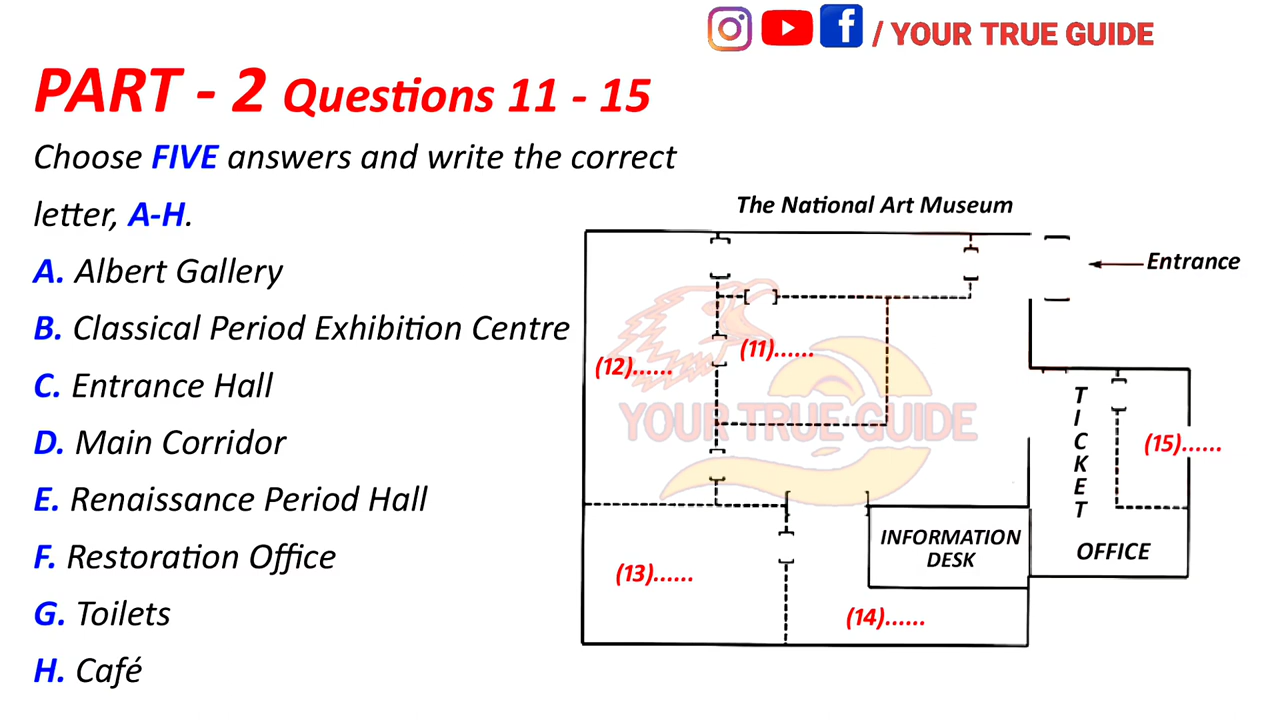 / YOUR TRUE GUIDE
PART - 2 Questions 11 - 15
Choose FIVE answers and write the correct
letter, A-H.
A. Albert Gallery
B. Classical Period Exhibition Centre
C. Entrance Hall
D. Main Corridor
E. Renaissance Period Hall
F. Restoration Office
G. Toilets
H. Café
The National Art Museum
Entrance
(11)......
(12)......
YOUR TRUE GUIDE
TICKET
(15)......
INFORMATION
DESK
OFFICE
(13)......
(14)......